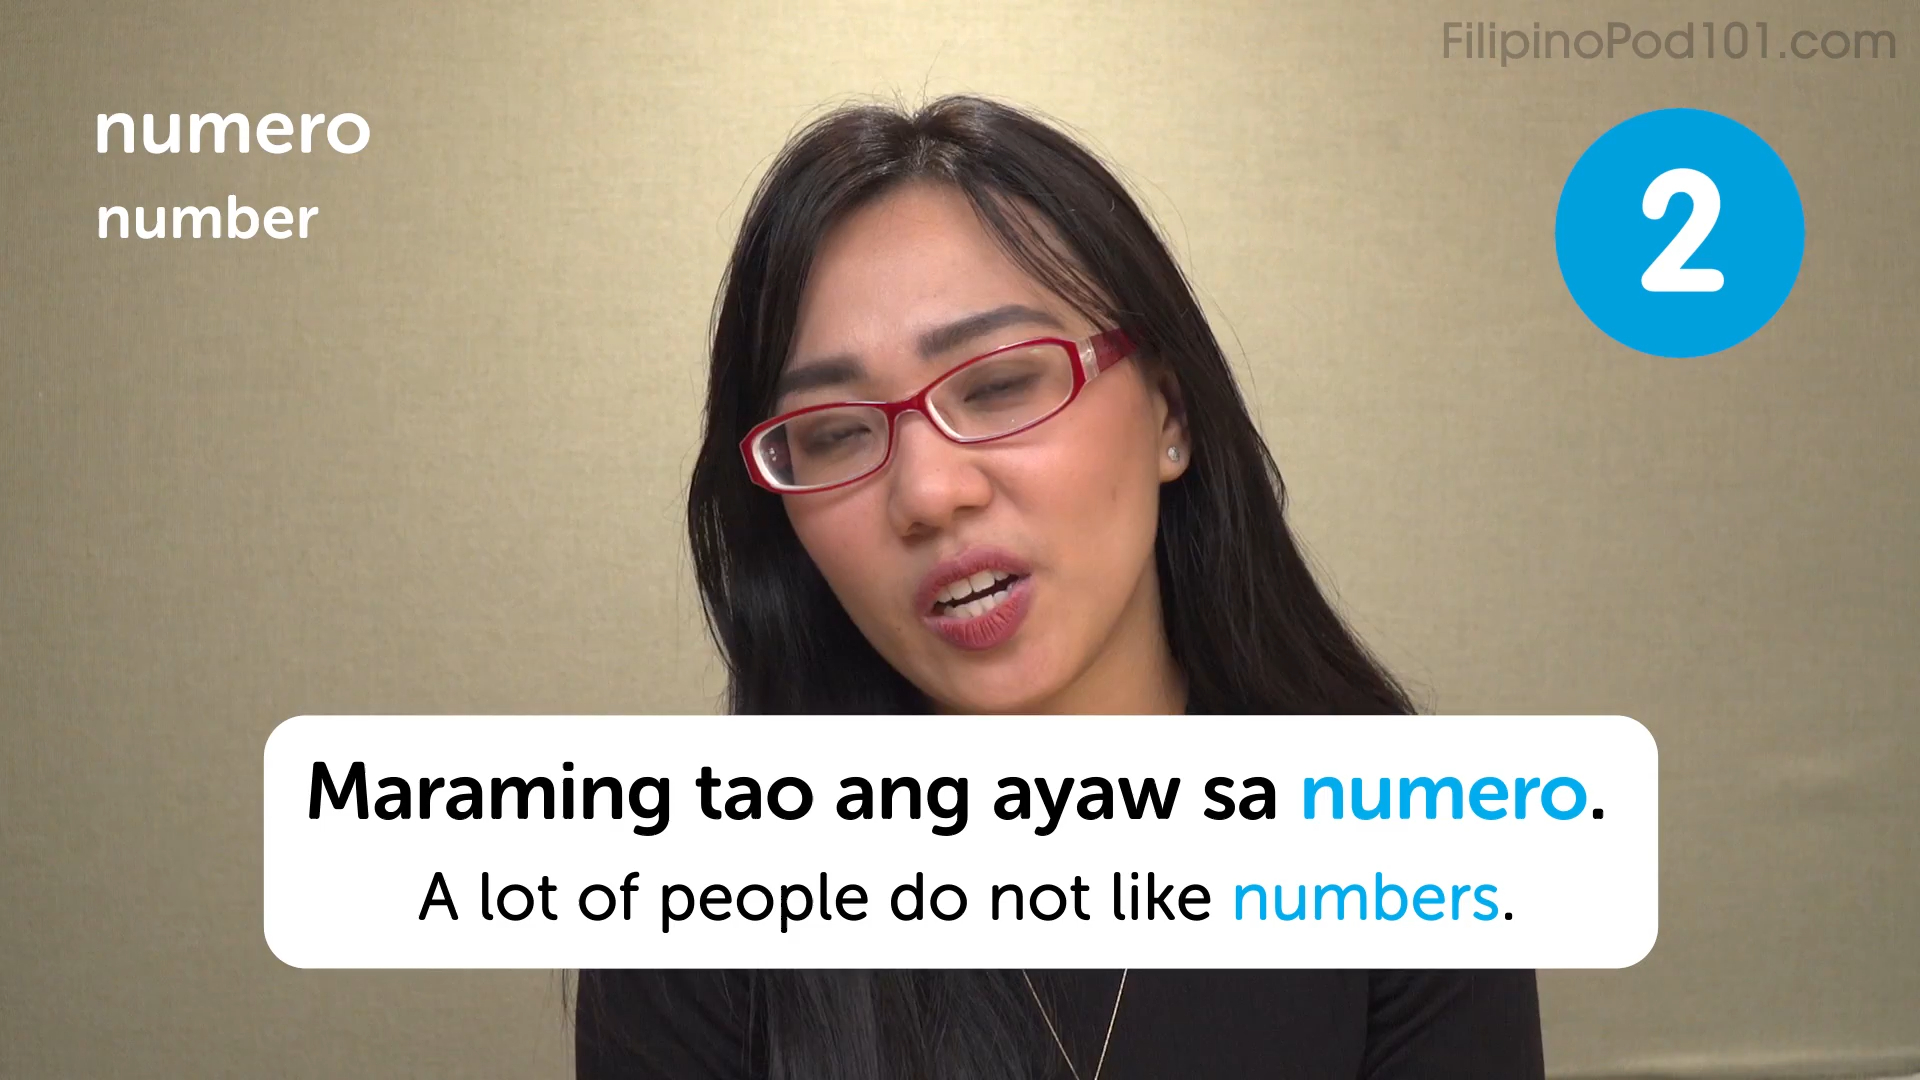 FilipinoPod101.com
numero
number
2
Maraming tao ang ayaw sa numero.
A lot of people do not like numbers.